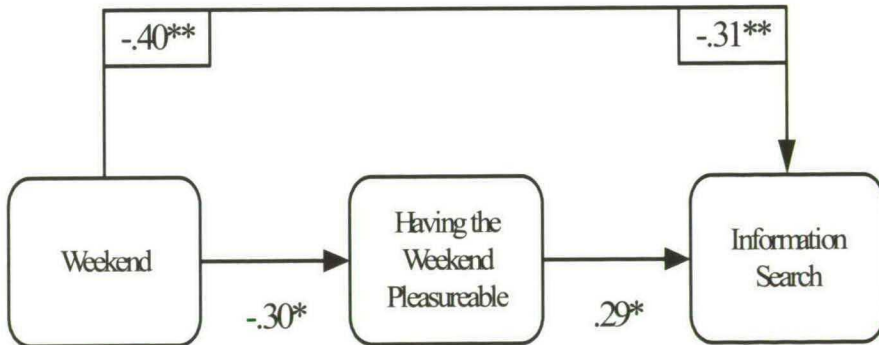 -.40**
-.31**
Weekend
Having the
Weekend
Pleasureable
Information
Search
-.30*
.29*